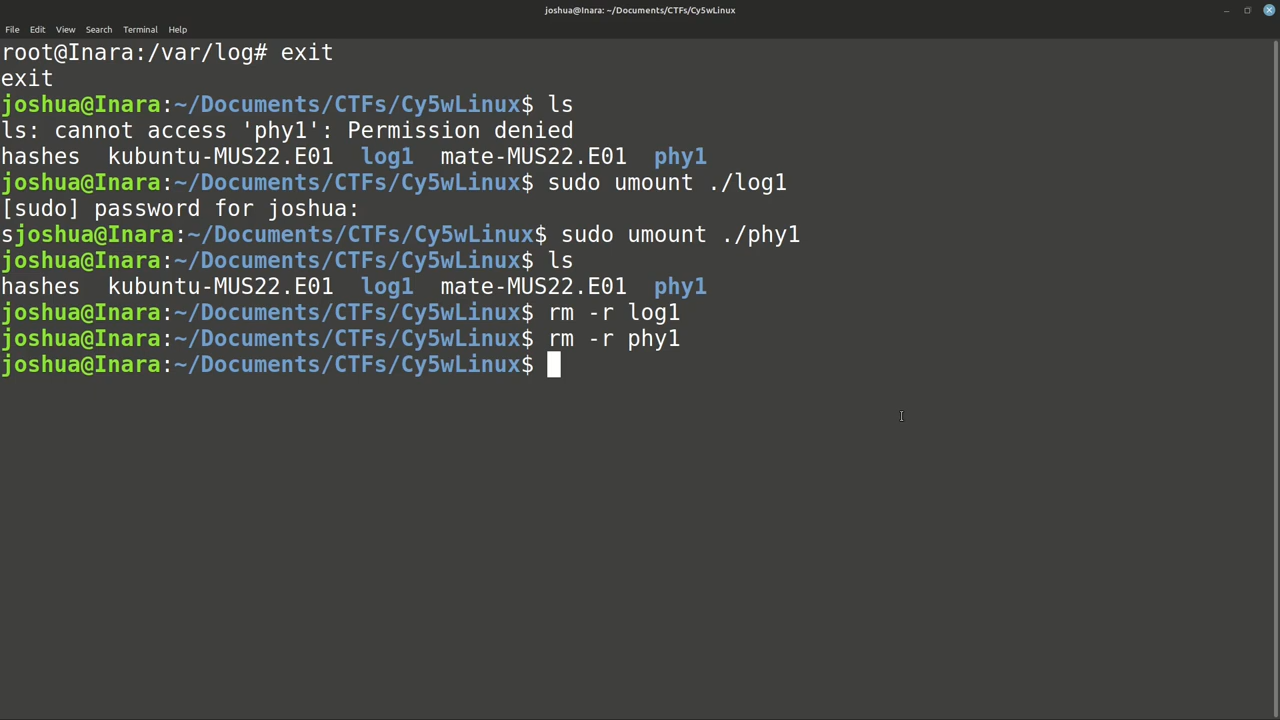 joshua@Inara: ~/Documents/CTFs/Cy5wLinux
File Edit View Search Terminal Help
root@Inara:/var/log# exit
exit
joshua@Inara:~/Documents/CTFs/Cy5wLinux$ ls
ls: cannot access 'phy1': Permission denied
hashes  kubuntu-MUS22.E01  log1  mate-MUS22.E01  phy1
joshua@Inara:~/Documents/CTFs/Cy5wLinux$ sudo umount ./log1
[sudo] password for joshua:
sjoshua@Inara:~/Documents/CTFs/Cy5wLinux$ sudo umount ./phy1
joshua@Inara:~/Documents/CTFs/Cy5wLinux$ ls
hashes  kubuntu-MUS22.E01  log1  mate-MUS22.E01  phy1
joshua@Inara:~/Documents/CTFs/Cy5wLinux$ rm -r log1
joshua@Inara:~/Documents/CTFs/Cy5wLinux$ rm -r phy1
joshua@Inara:~/Documents/CTFs/Cy5wLinux$